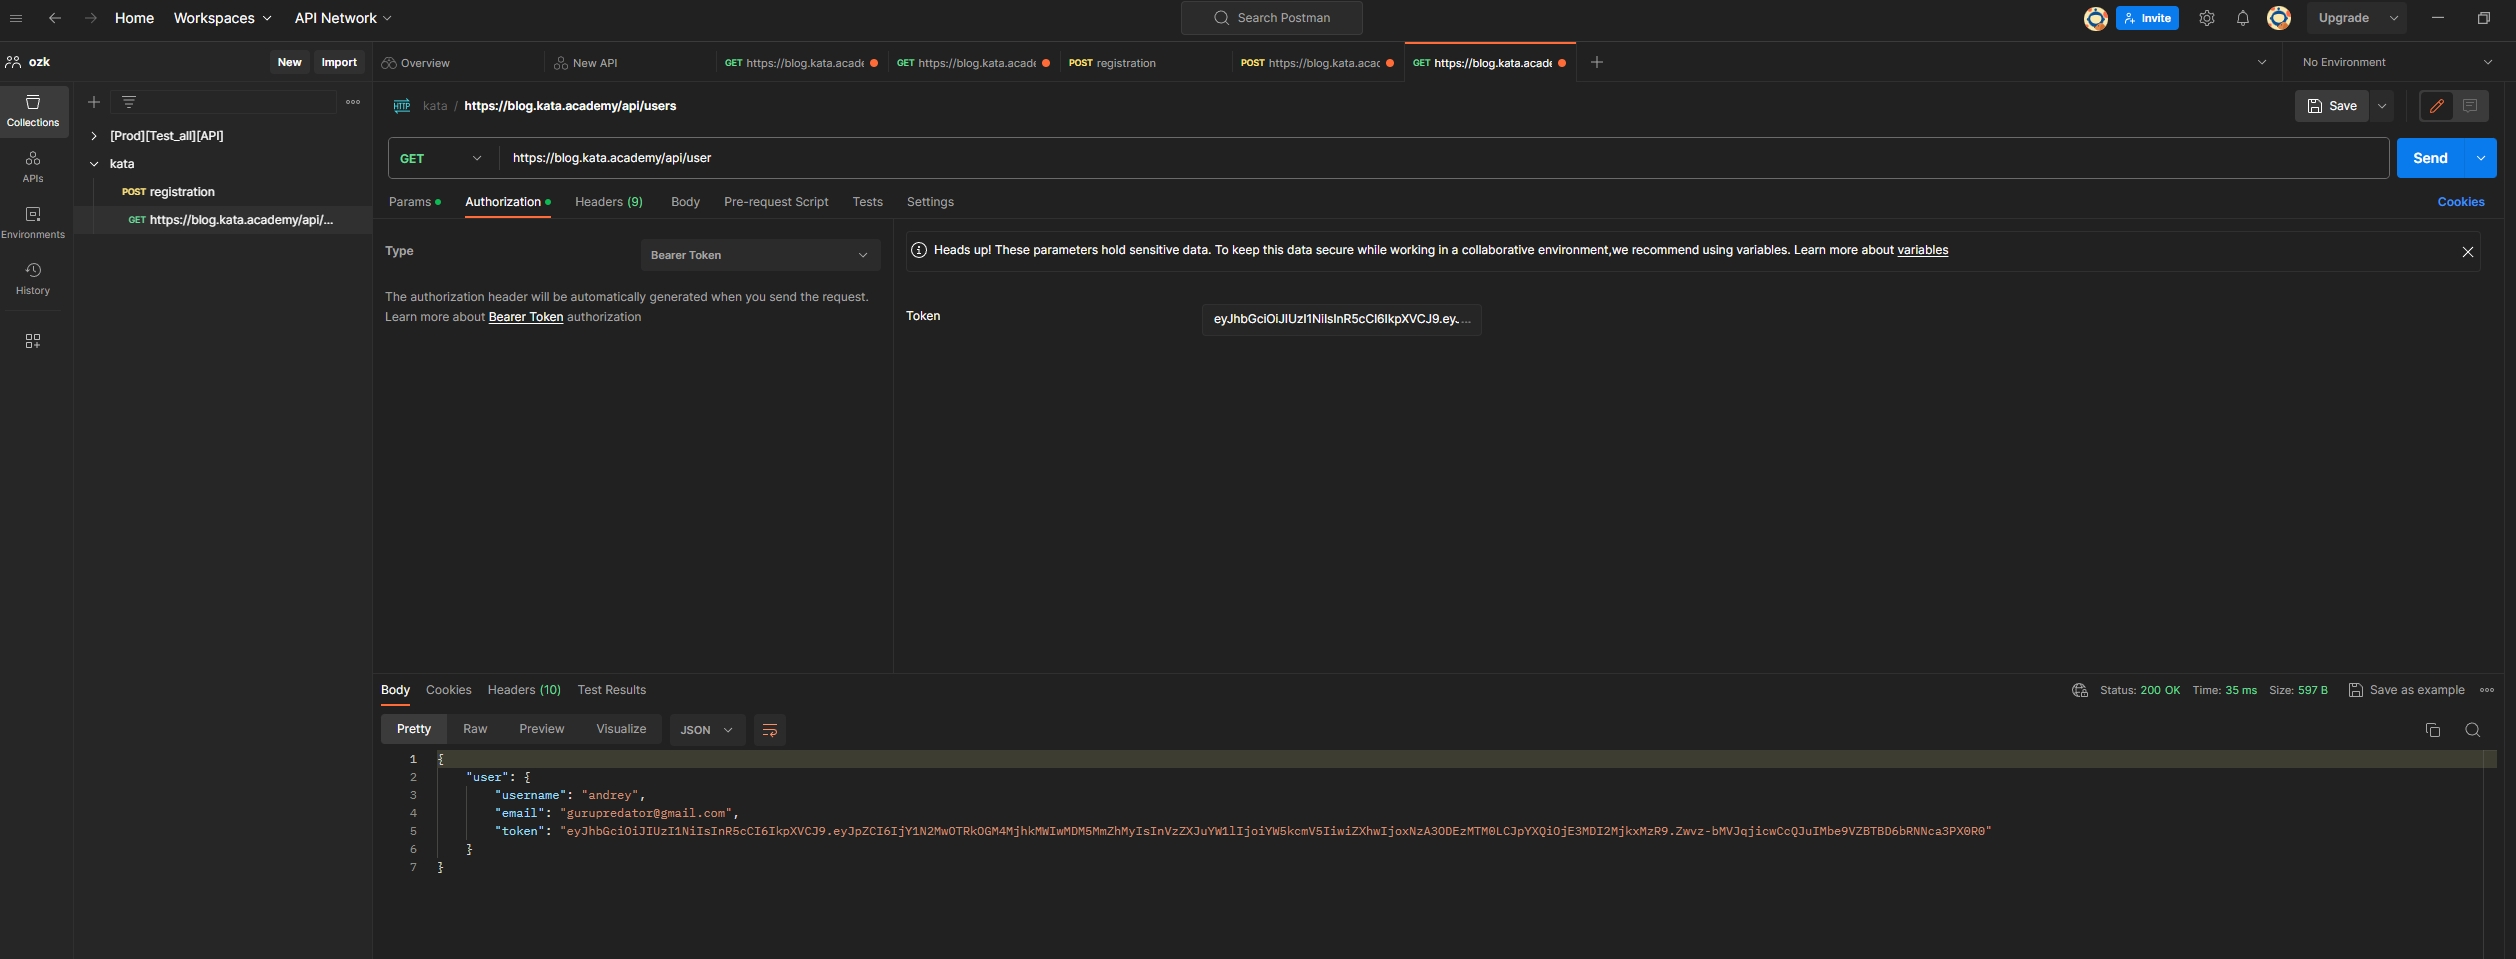 Home Workspaces API Network Search Postman Invite Upgrade
ozk New Import Overview New API GET https://blog.kata.acade GET https://blog.kata.acade POST registration POST https://blog.kata.acac GET https://blog.kata.acade No Environment
Collections
APIs
Environments
History
[Prod][Test_all][API]
kata
POST registration
GET https://blog.kata.academy/api/...
HTTP kata / https://blog.kata.academy/api/users Save
GET https://blog.kata.academy/api/user Send
Params Authorization Headers (9) Body Pre-request Script Tests Settings Cookies
Type Bearer Token
The authorization header will be automatically generated when you send the request.
Learn more about Bearer Token authorization
Heads up! These parameters hold sensitive data. To keep this data secure while working in a collaborative environment,we recommend using variables. Learn more about variables
Token eyJhbGciOiJIUzI1NiIsInR5cCI6IkpXVCJ9.ey....
Body Cookies Headers (10) Test Results Status: 200 OK Time: 35 ms Size: 597 B Save as example
Pretty Raw Preview Visualize JSON
1 {
2 "user": {
3 "username": "andrey",
4 "email": "gurupredator@gmail.com",
5 "token": "eyJhbGciOiJIUzI1NiIsInR5cCI6IkpXVCJ9.eyJpZCI6IjY1N2MwOTRkOGM4MjhkMWIwMDM5MmZhMyIsInVzZXJuYW1lIjoiYW5kcmV5IiwiZXhwIjoxNzA3ODEzMTM0LCJpYXQiOjE3MDI2MjkxMzR9.Zwvz-bMVJqjicwCcQJuIMbe9VZBTBD6bRNNca3PX0R0"
6 }
7 }